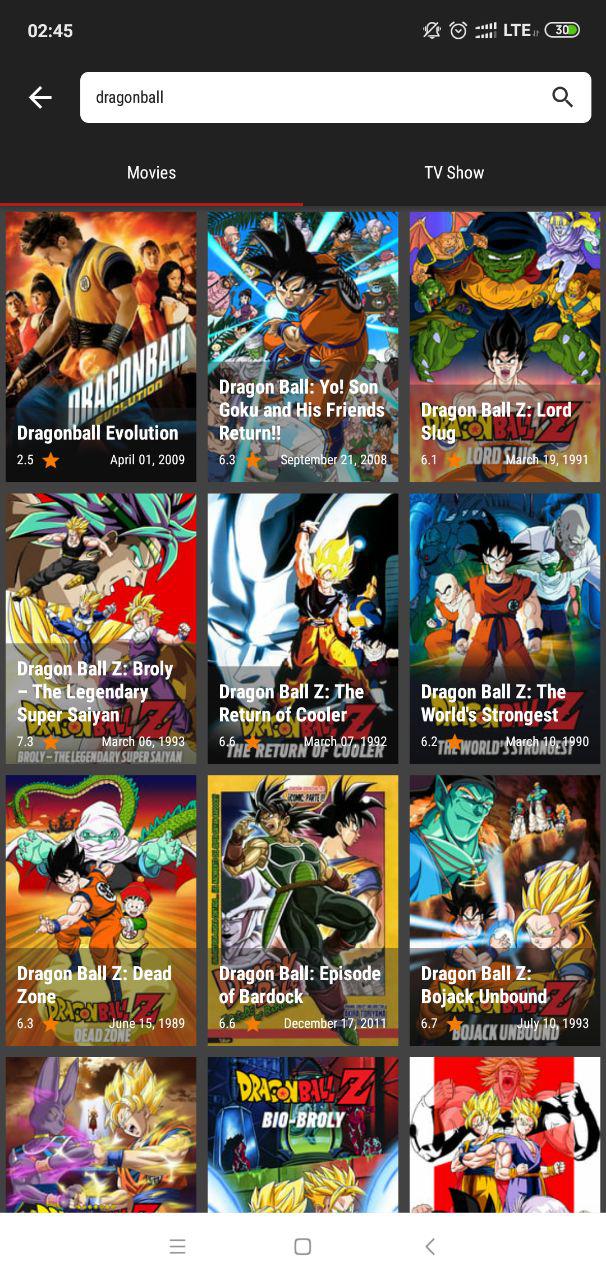 02:45
LTE
30
dragonball
Movies
TV Show
DRAGONBALL
EVOLUTION
Dragonball Evolution
2.5
April 01, 2009
Dragon Ball: Yo! Son
Goku and His Friends
Return!!
6.3
September 21, 2008
Dragon Ball Z: Lord
Slug
LORD SLUG
6.1
March 19, 1991
Dragon Ball Z: Broly
– The Legendary
Super Saiyan
DRAGONBALL Z
7.3
March 06, 1993
BROLY – THE LEGENDARY SUPER SAIYAN
Dragon Ball Z: The
Return of Cooler
6.6
March 07, 1992
THE RETURN OF COOLER
Dragon Ball Z: The
World's Strongest
6.2
March 10, 1990
THE WORLD'S STRONGEST
Dragon Ball Z: Dead
Zone
DRAGONBALL Z
6.3
June 15, 1989
DEAD ZONE
Dragon Ball: Episode
of Bardock
6.6
December 17, 2011
Dragon Ball Z:
Bojack Unbound
6.7
July 10, 1993
BOJACK UNBOUND
DRAGONBALL Z
BIO-BROLY